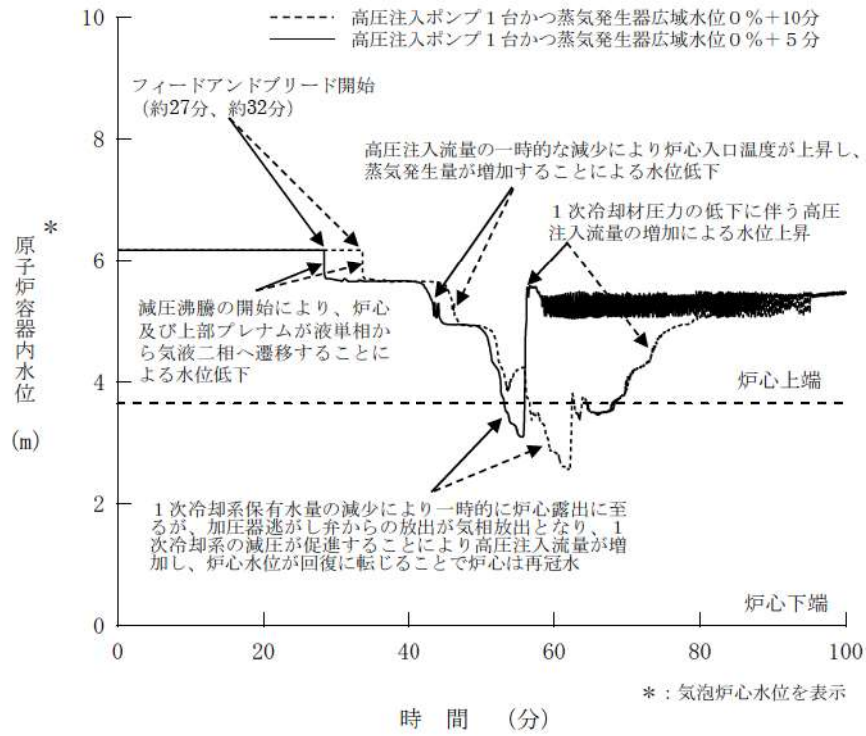 高圧注入ポンプ1台かつ蒸気発生器広域水位0%+10分
高圧注入ポンプ1台かつ蒸気発生器広域水位0%+5分
フィードアンドブリード開始
(約27分、約32分)
高圧注入流量の一時的な減少により炉心入口温度が上昇し、
蒸気発生量が増加することによる水位低下
1次冷却材圧力の低下に伴う高圧
注入流量の増加による水位上昇
減圧沸騰の開始により、炉心
及び上部プレナムが液単相か
ら気液二相へ遷移することに
よる水位低下
炉心上端
1次冷却系保有水量の減少により一時的に炉心露出に至
るが、加圧器逃がし弁からの放出が気相放出となり、1
次冷却系の減圧が促進することにより高圧注入流量が増
加し、炉心水位が回復に転じることで炉心は再冠水
炉心下端
原子炉容器内水位*
(m)
10
8
6
4
2
0
0 20 40 60 80 100
*:気泡炉心水位を表示
時 間 (分)